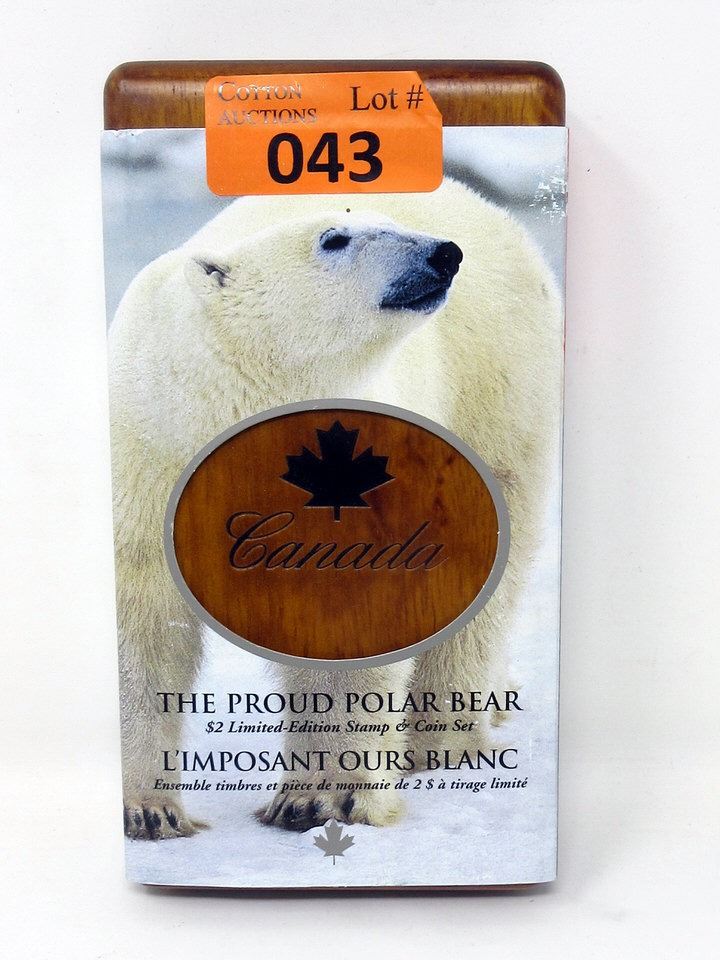 COTTON
AUCTIONS
Lot #
043
Canada
THE PROUD POLAR BEAR
$2 Limited-Edition Stamp & Coin Set
L'IMPOSANT OURS BLANC
Ensemble timbres et pièce de monnaie de 2 $ à tirage limité